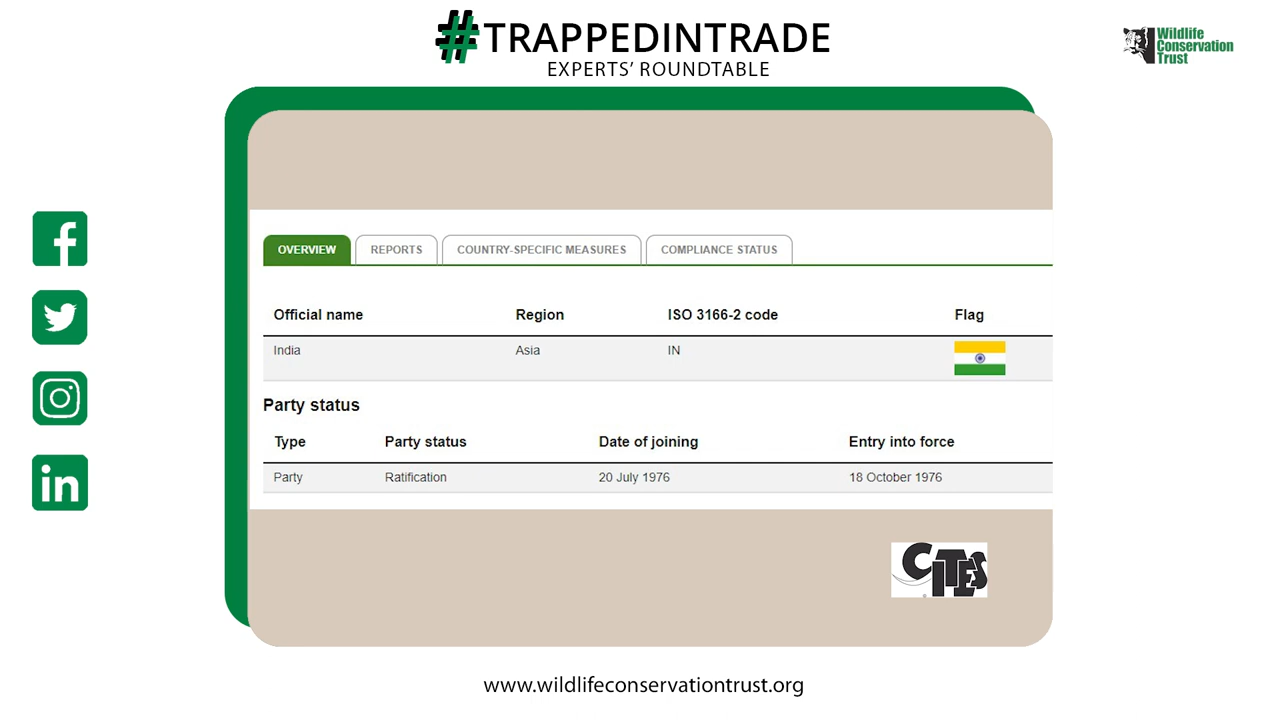 #TRAPPEDINTRADE
EXPERTS' ROUNDTABLE
Wildlife
Conservation
Trust
OVERVIEW REPORTS COUNTRY-SPECIFIC MEASURES COMPLIANCE STATUS
Official name Region ISO 3166-2 code Flag
India Asia IN
Party status
Type Party status Date of joining Entry into force
Party Ratification 20 July 1976 18 October 1976
CITES
in
www.wildlifeconservationtrust.org